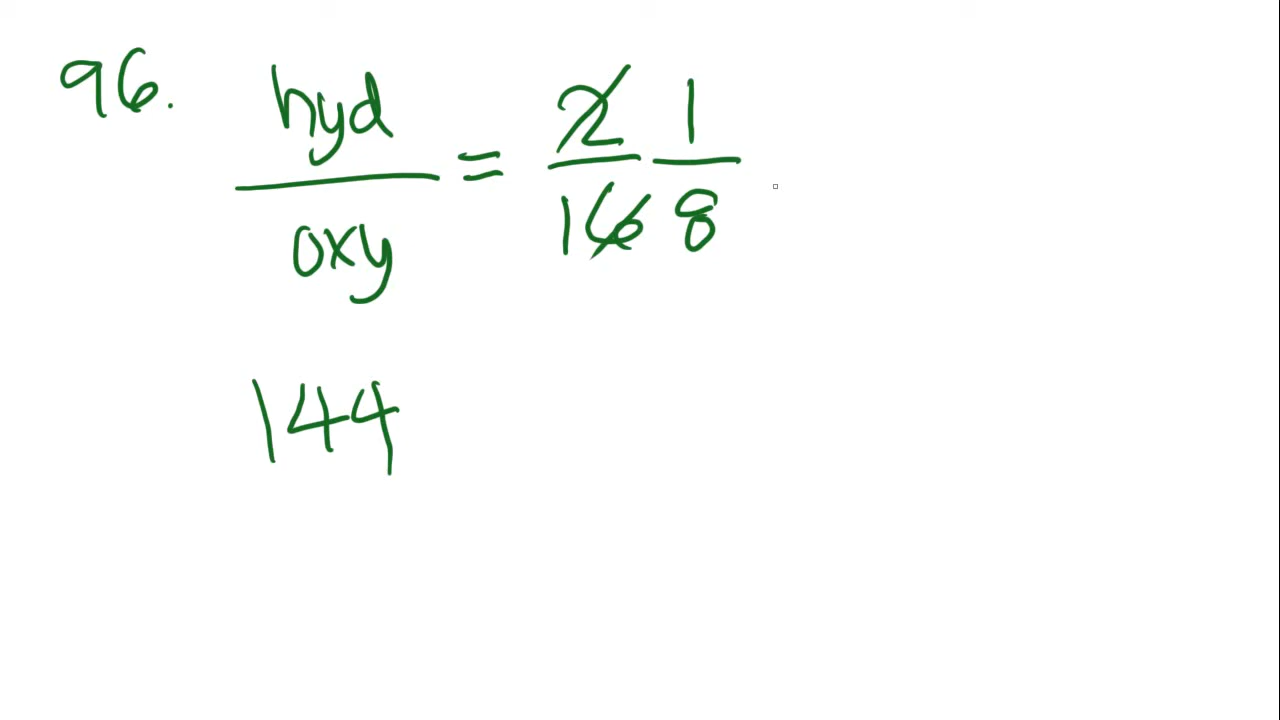 96.
hyd 2 1
— = — —
oxy 16 8
144